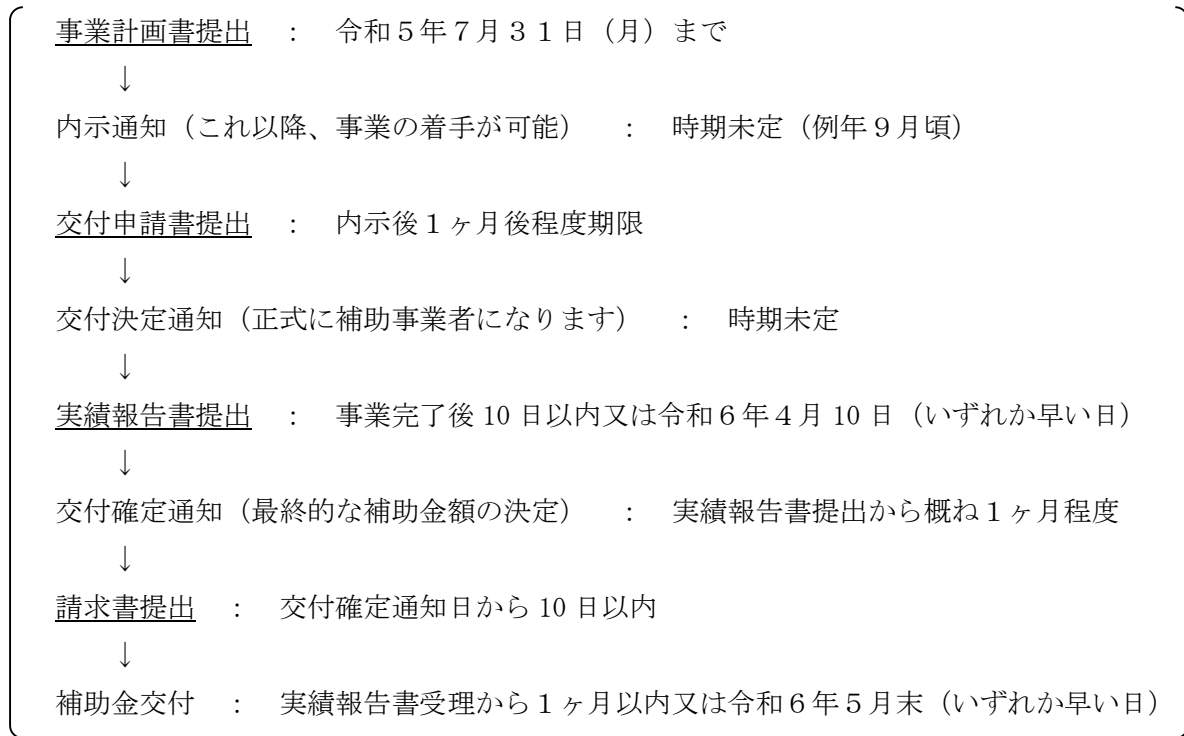 事業計画書提出　：　令和５年７月３１日（月）まで
↓
内示通知（これ以降、事業の着手が可能）　：　時期未定（例年９月頃）
↓
交付申請書提出　：　内示後１ヶ月後程度期限
↓
交付決定通知（正式に補助事業者になります）　：　時期未定
↓
実績報告書提出　：　事業完了後 10 日以内又は令和６年４月 10 日（いずれか早い日）
↓
交付確定通知（最終的な補助金額の決定）　：　実績報告書提出から概ね１ヶ月程度
↓
請求書提出　：　交付確定通知日から 10 日以内
↓
補助金交付　：　実績報告書受理から１ヶ月以内又は令和６年５月末（いずれか早い日）